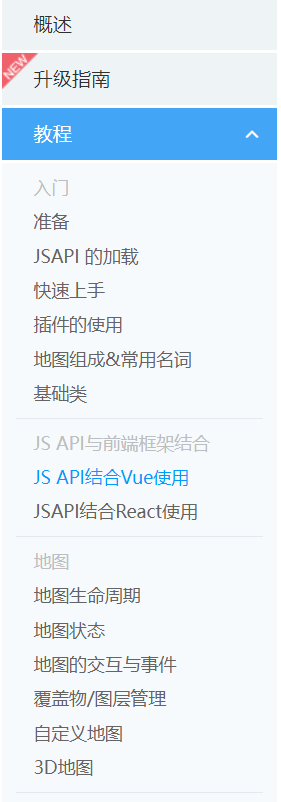 概述
NEW
升级指南
教程
入门
准备
JSAPI 的加载
快速上手
插件的使用
地图组成&常用名词
基础类
JS API与前端框架结合
JS API结合Vue使用
JSAPI结合React使用
地图
地图生命周期
地图状态
地图的交互与事件
覆盖物/图层管理
自定义地图
3D地图